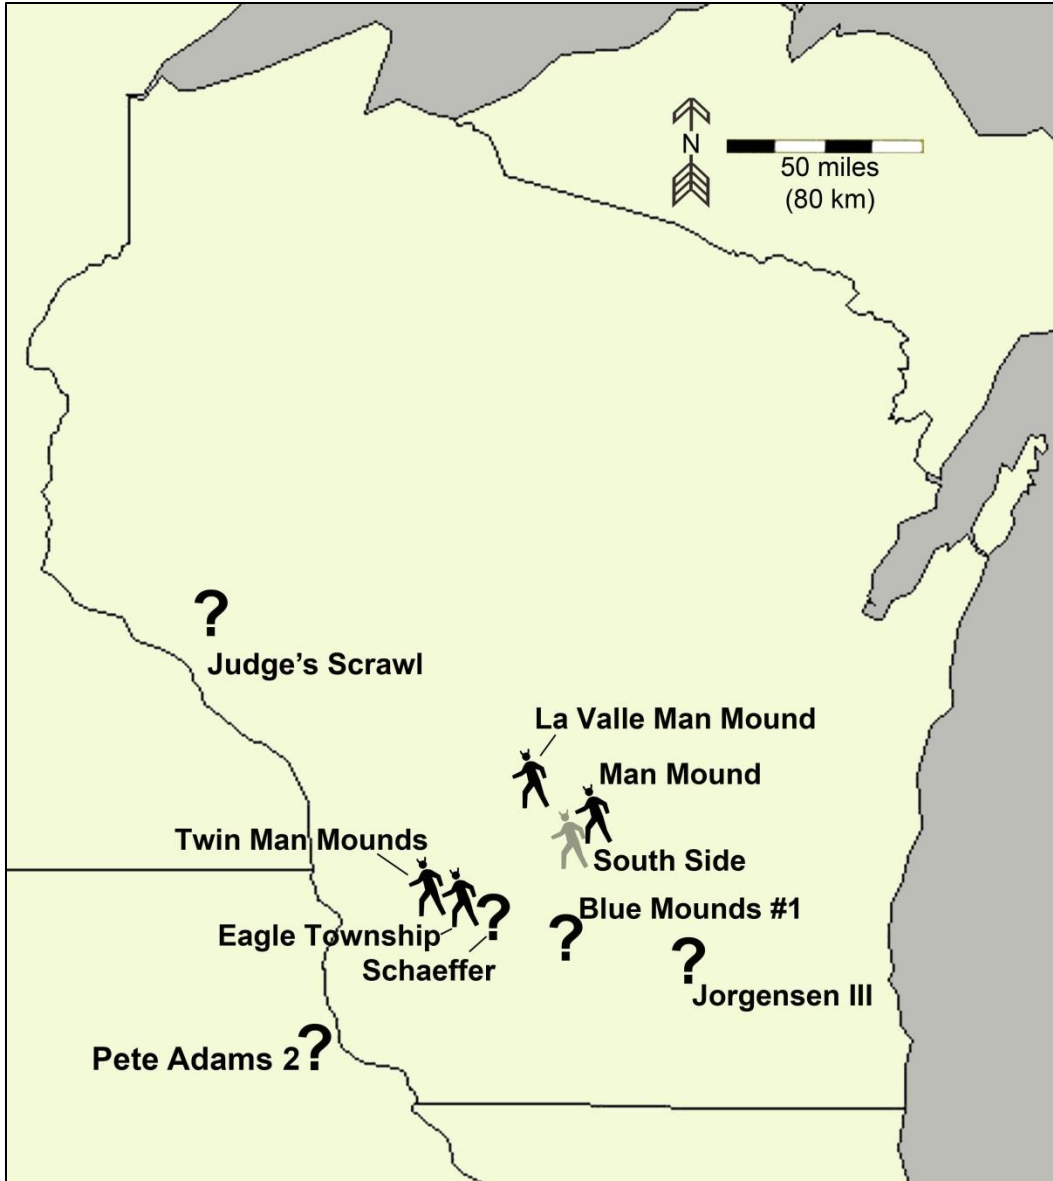 N
50 miles
(80 km)
?
Judge’s Scrawl
La Valle Man Mound
Man Mound
Twin Man Mounds
South Side
?
Blue Mounds #1
?
Eagle Township
?
Schaeffer
Jorgensen III
?
Pete Adams 2